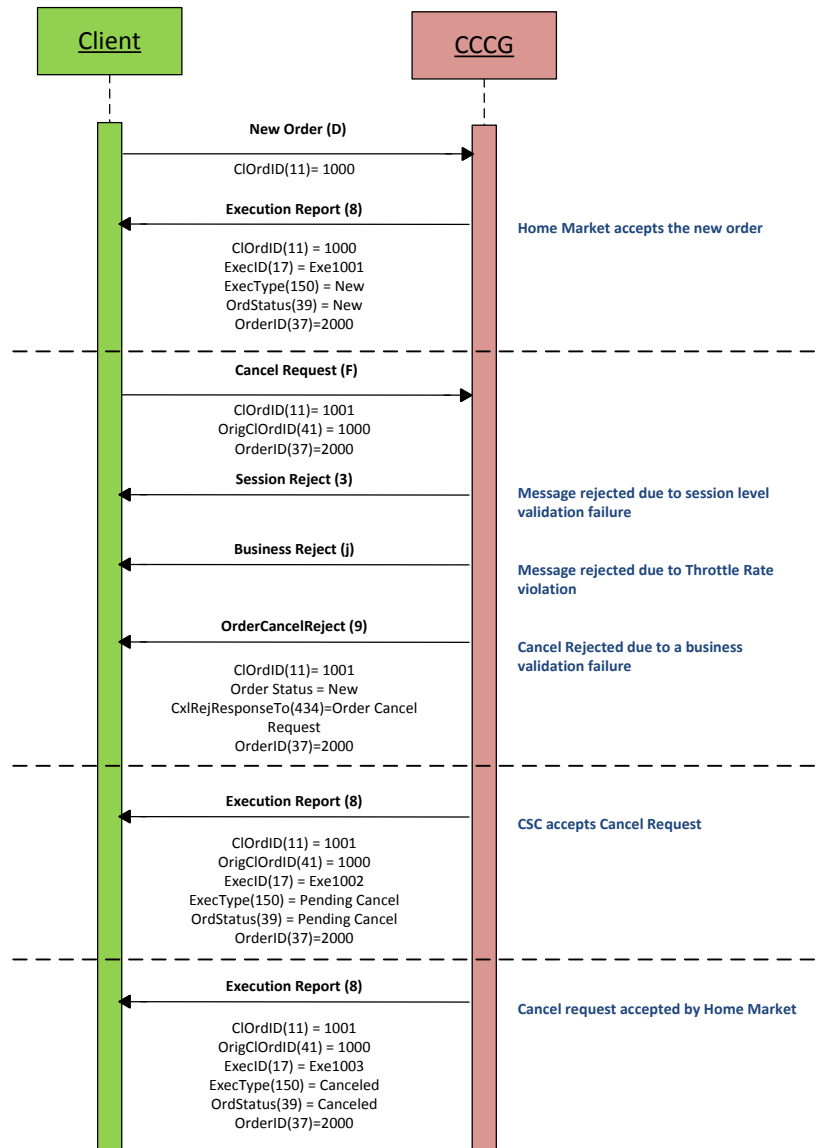 Client
CCCG
New Order (D)
ClOrdID(11)= 1000
Execution Report (8)
Home Market accepts the new order
ClOrdID(11) = 1000
ExecID(17) = Exe1001
ExecType(150) = New
OrdStatus(39) = New
OrderID(37)=2000
Cancel Request (F)
ClOrdID(11)= 1001
OrigClOrdID(41) = 1000
OrderID(37)=2000
Session Reject (3)
Message rejected due to session level
validation failure
Business Reject (j)
Message rejected due to Throttle Rate
violation
OrderCancelReject (9)
Cancel Rejected due to a business
validation failure
ClOrdID(11)= 1001
Order Status = New
CxlRejResponseTo(434)=Order Cancel
Request
OrderID(37)=2000
Execution Report (8)
CSC accepts Cancel Request
ClOrdID(11) = 1001
OrigClOrdID(41) = 1000
ExecID(17) = Exe1002
ExecType(150) = Pending Cancel
OrdStatus(39) = Pending Cancel
OrderID(37)=2000
Execution Report (8)
Cancel request accepted by Home Market
ClOrdID(11) = 1001
OrigClOrdID(41) = 1000
ExecID(17) = Exe1003
ExecType(150) = Canceled
OrdStatus(39) = Canceled
OrderID(37)=2000